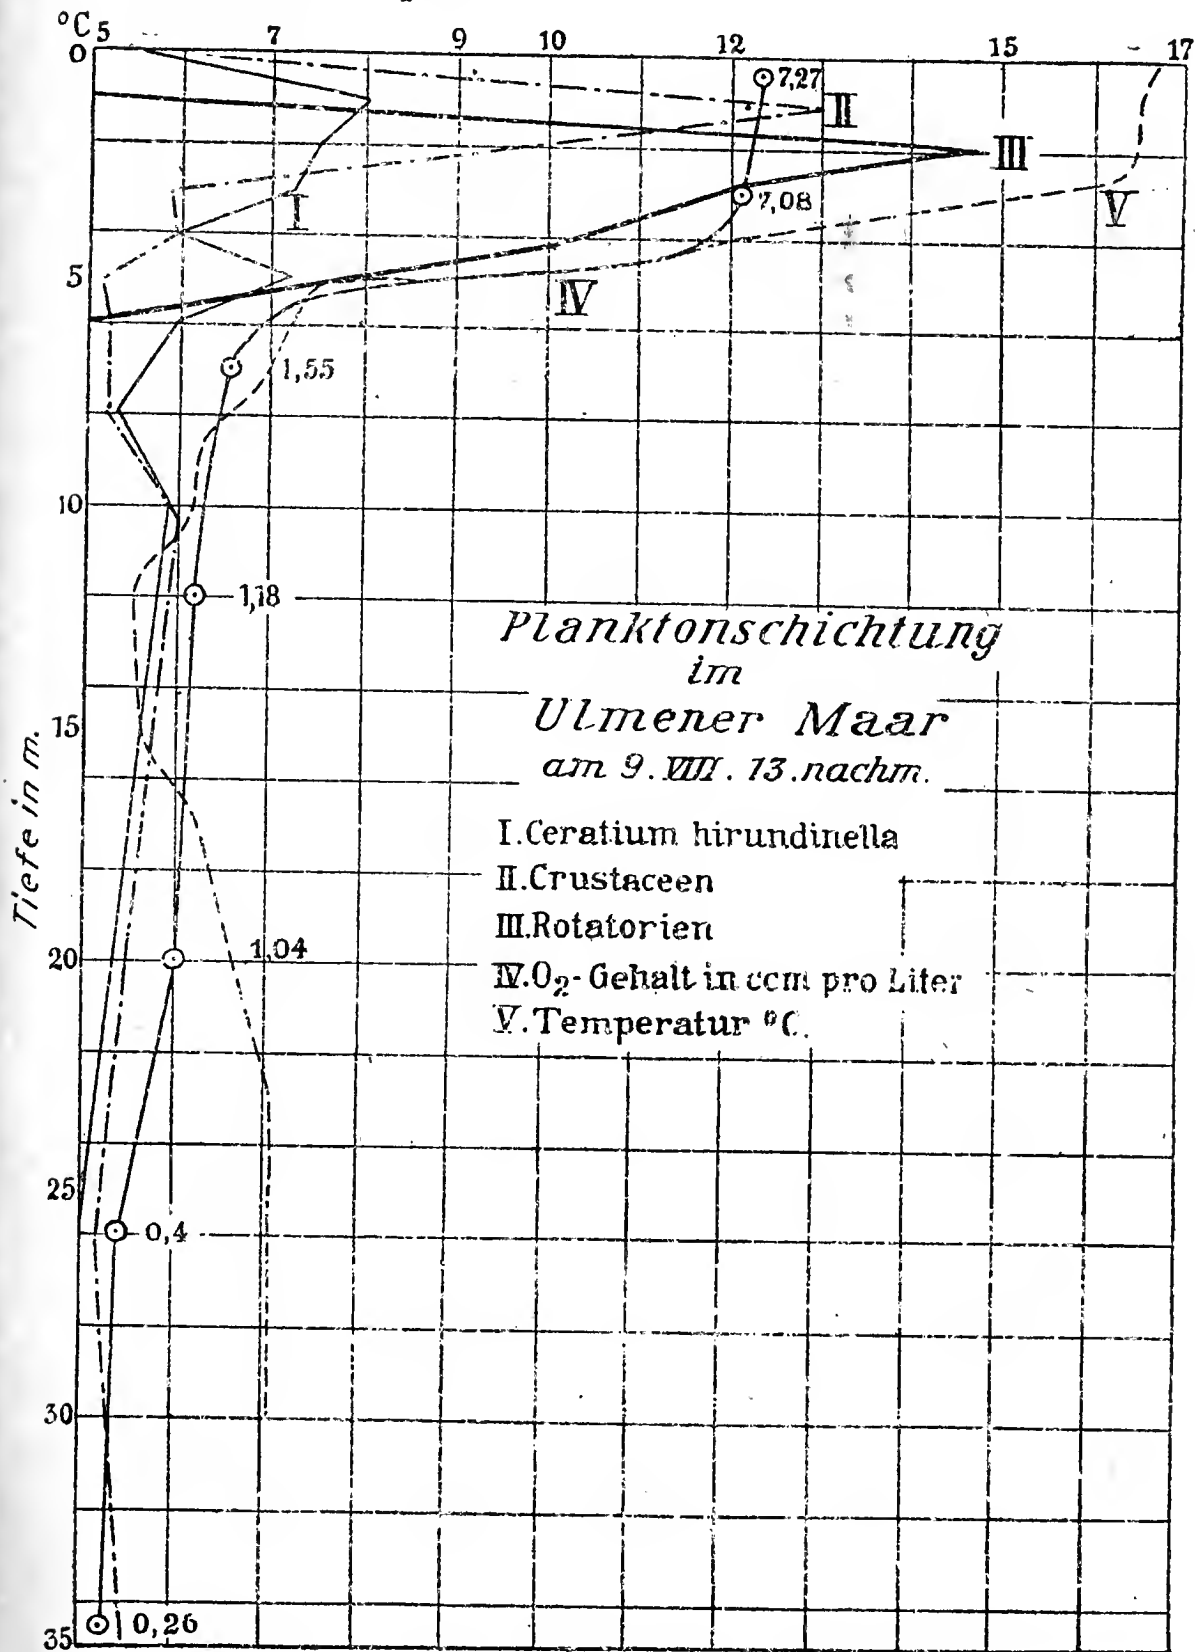 °C 5 7 9 10 12 15 17
0
7,27
II
III
I
7,08
V
5
IV
1,55
10
1,18
Planktonschichtung
im
Ulmener Maar
am 9. VIII. 13. nachm.
15
Tiefe in m.
I. Ceratium hirundinella
II. Crustaceen
III. Rotatorien
20
1,04
IV. O₂-Gehalt in ccm pro Liter
V. Temperatur °C.
25
0,4
30
0,26
35